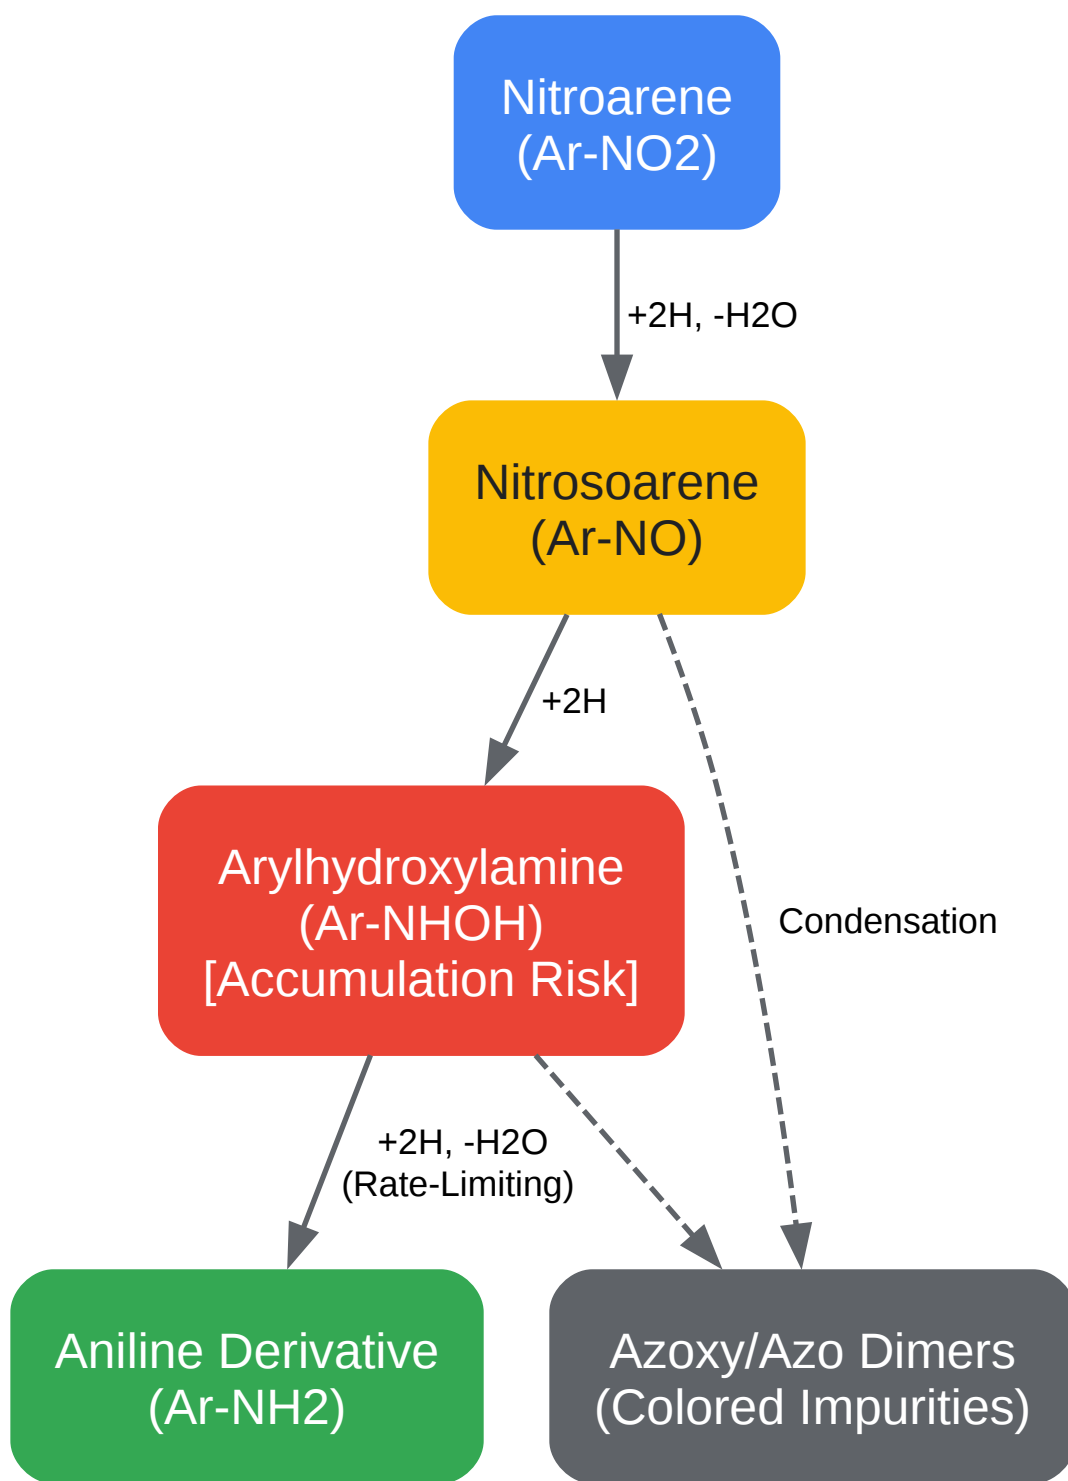 Nitroarene
(Ar-NO2)
+2H, -H2O
Nitrosoarene
(Ar-NO)
+2H
Arylhydroxylamine
(Ar-NHOH)
[Accumulation Risk]
Condensation
+2H, -H2O
(Rate-Limiting)
Aniline Derivative
(Ar-NH2)
Azoxy/Azo Dimers
(Colored Impurities)